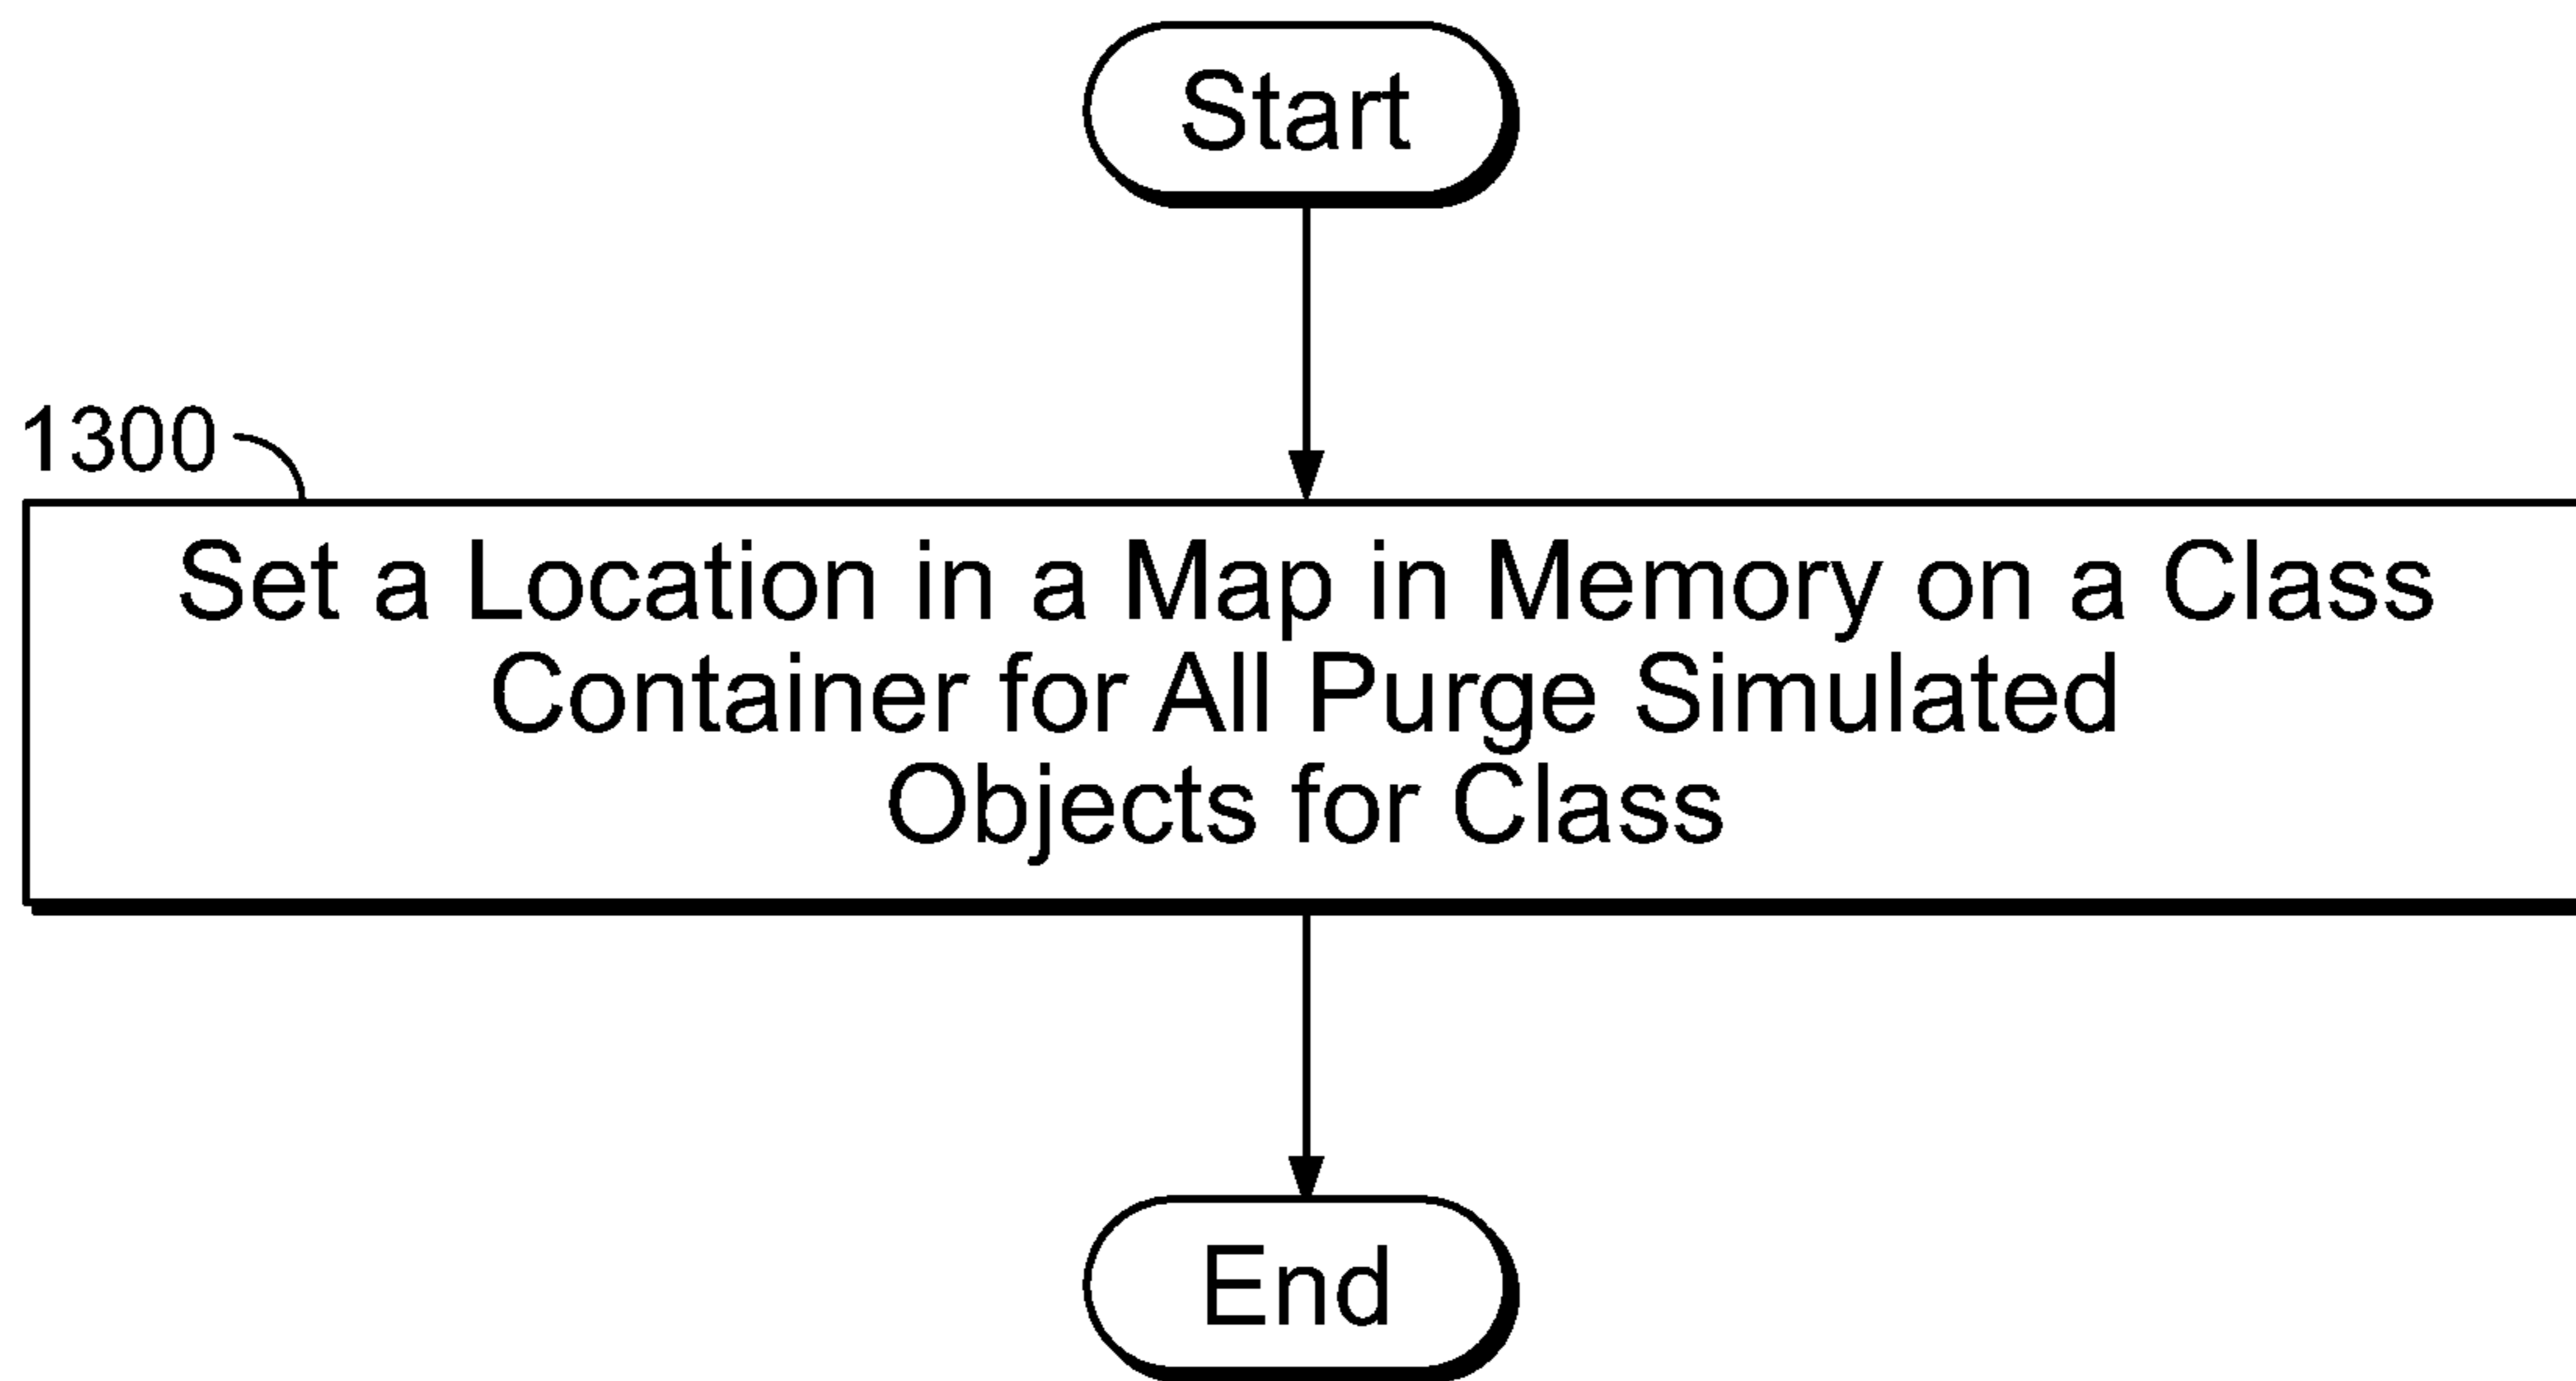 Start
1300
Set a Location in a Map in Memory on a Class
Container for All Purge Simulated
Objects for Class
End